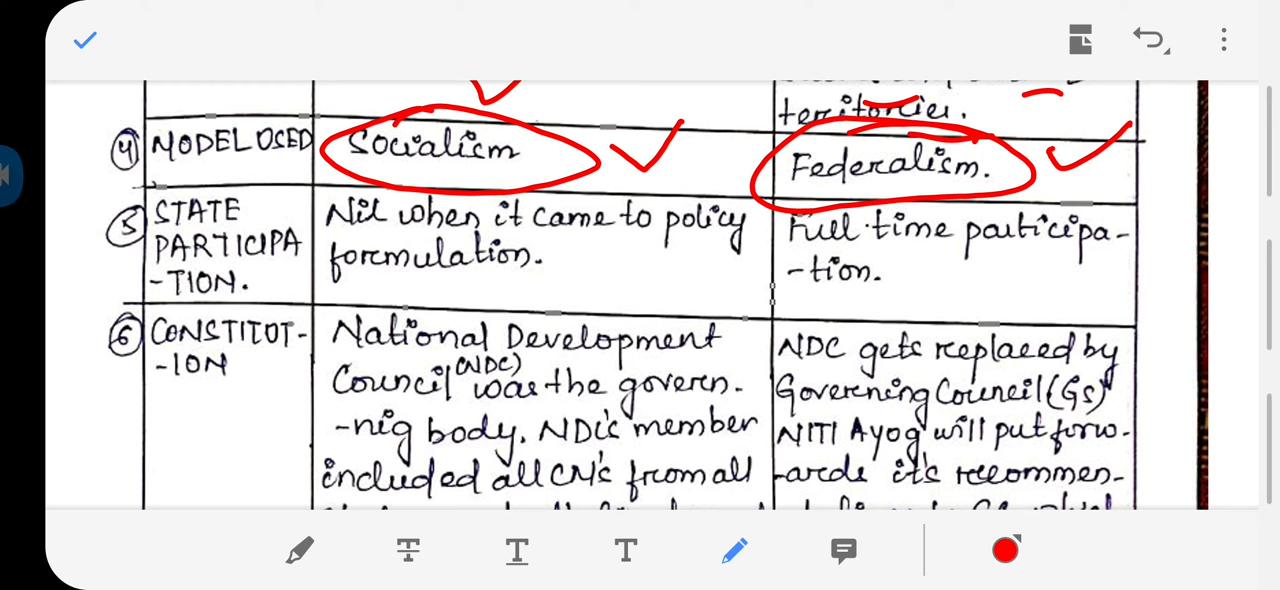 territories.
④ MODEL USED
Socialism
Federalism.
⑤ STATE
PARTICIPA
-TION.
Nil when it came to policy
formulation.
Full-time participa-
-tion.
⑥ CONSTITUT-
-ION
National Development
Council (NDC) was the govern-
-nig body. NDC's member
included all CM's from all
NDC gets replaced by
Governing Council (GS)
NITI Ayog will put forw-
-ards it's recommen-
T T T